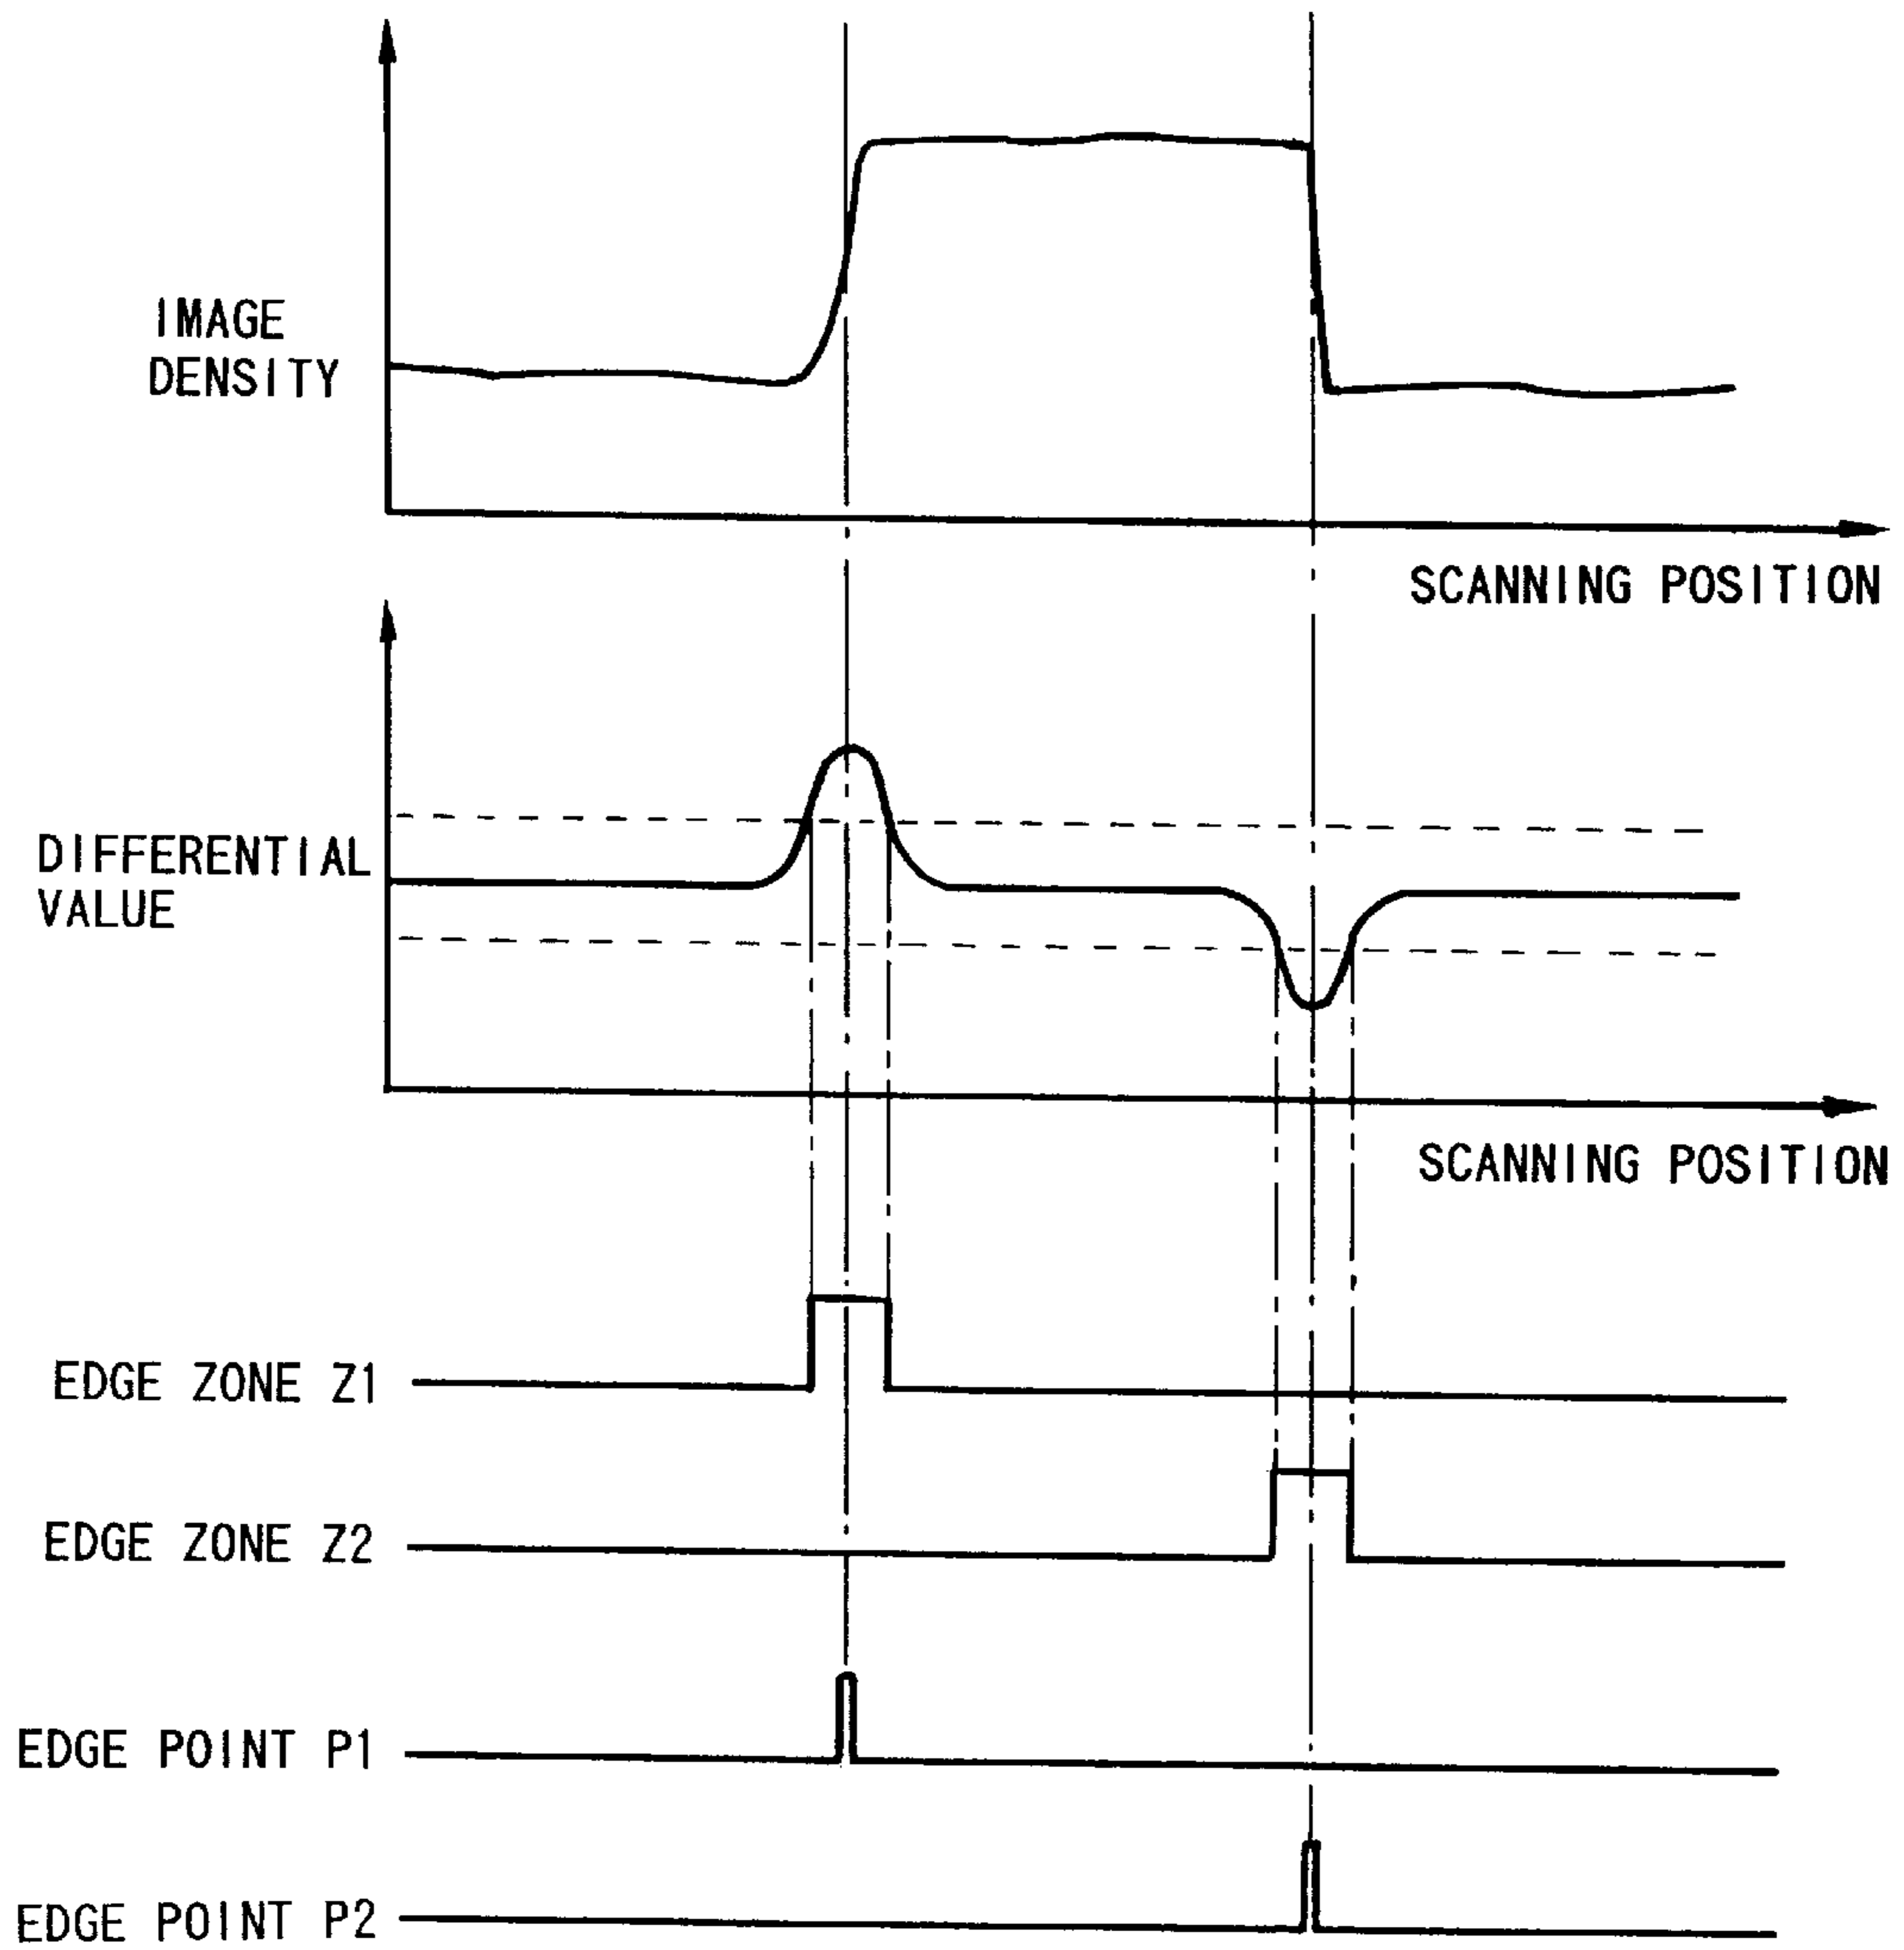 IMAGE
DENSITY
SCANNING POSITION
DIFFERENTIAL
VALUE
SCANNING POSITION
EDGE ZONE Z1
EDGE ZONE Z2
EDGE POINT P1
EDGE POINT P2